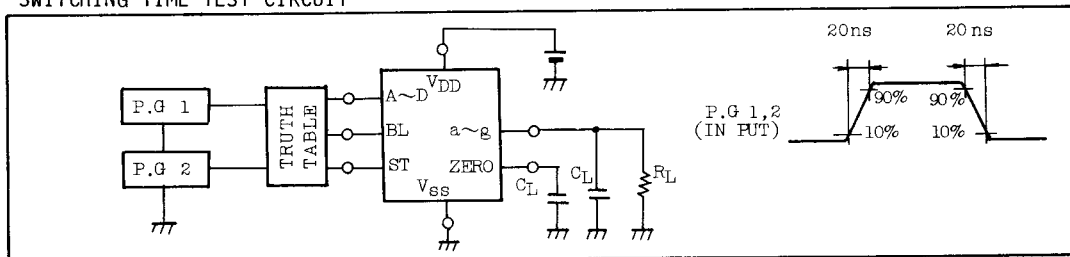 SWITCHING TIME TEST CIRCUIT
P.G 1
P.G 2
TRUTH
TABLE
VDD
A~D
BL
ST
a~g
ZERO
VSS
CL
CL
RL
20ns
20 ns
P.G 1,2
(IN PUT)
90%
90%
10%
10%